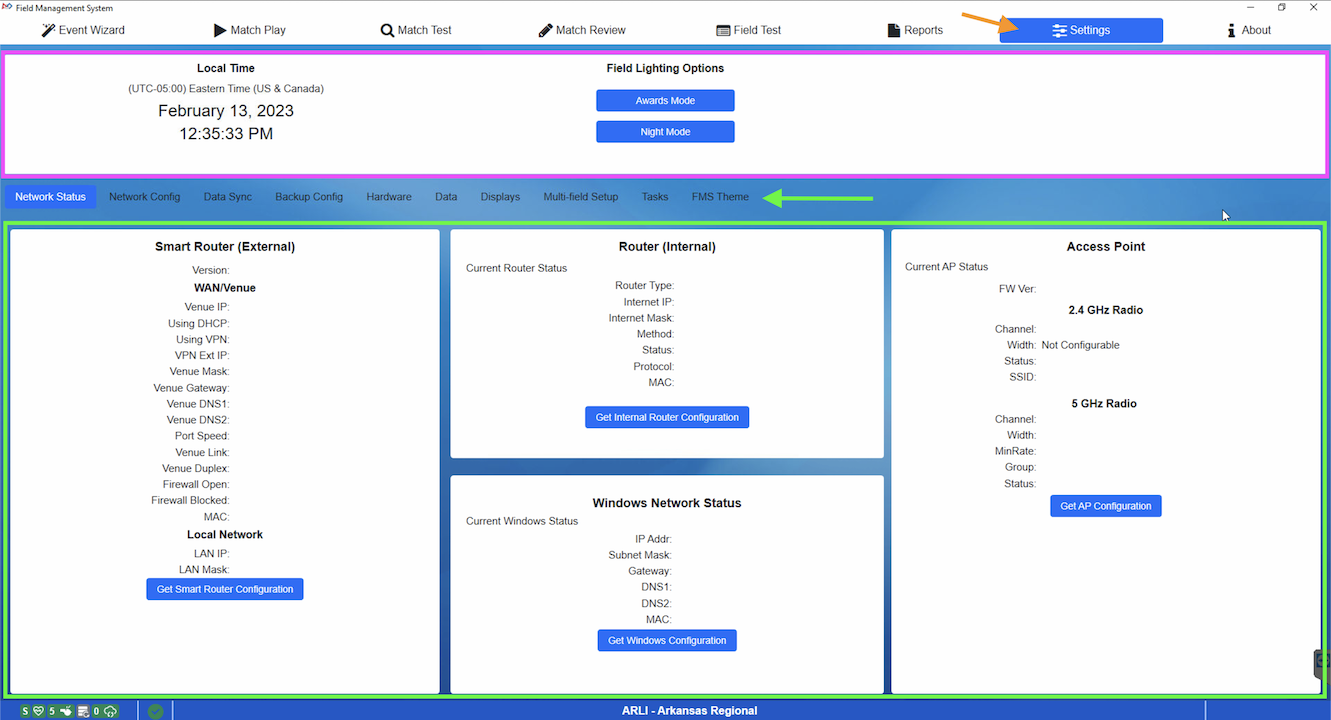 Field Management System
Event Wizard
Match Play
Match Test
Match Review
Field Test
Reports
Settings
About
Local Time
(UTC-05:00) Eastern Time (US & Canada)
February 13, 2023
12:35:33 PM
Field Lighting Options
Awards Mode
Night Mode
Network Status
Network Config
Data Sync
Backup Config
Hardware
Data
Displays
Multi-field Setup
Tasks
FMS Theme
Smart Router (External)
Version:
WAN/Venue
Venue IP:
Using DHCP:
Using VPN:
VPN Ext IP:
Venue Mask:
Venue Gateway:
Venue DNS1:
Venue DNS2:
Port Speed:
Venue Link:
Venue Duplex:
Firewall Open:
Firewall Blocked:
MAC:
Local Network
LAN IP:
LAN Mask:
Get Smart Router Configuration
Router (Internal)
Current Router Status
Router Type:
Internet IP:
Internet Mask:
Method:
Status:
Protocol:
MAC:
Get Internal Router Configuration
Windows Network Status
Current Windows Status
IP Addr:
Subnet Mask:
Gateway:
DNS1:
DNS2:
MAC:
Get Windows Configuration
Access Point
Current AP Status
FW Ver:
2.4 GHz Radio
Channel:
Width: Not Configurable
Status:
SSID:
5 GHz Radio
Channel:
Width:
MinRate:
Group:
Status:
Get AP Configuration
S 5 0
ARLI - Arkansas Regional